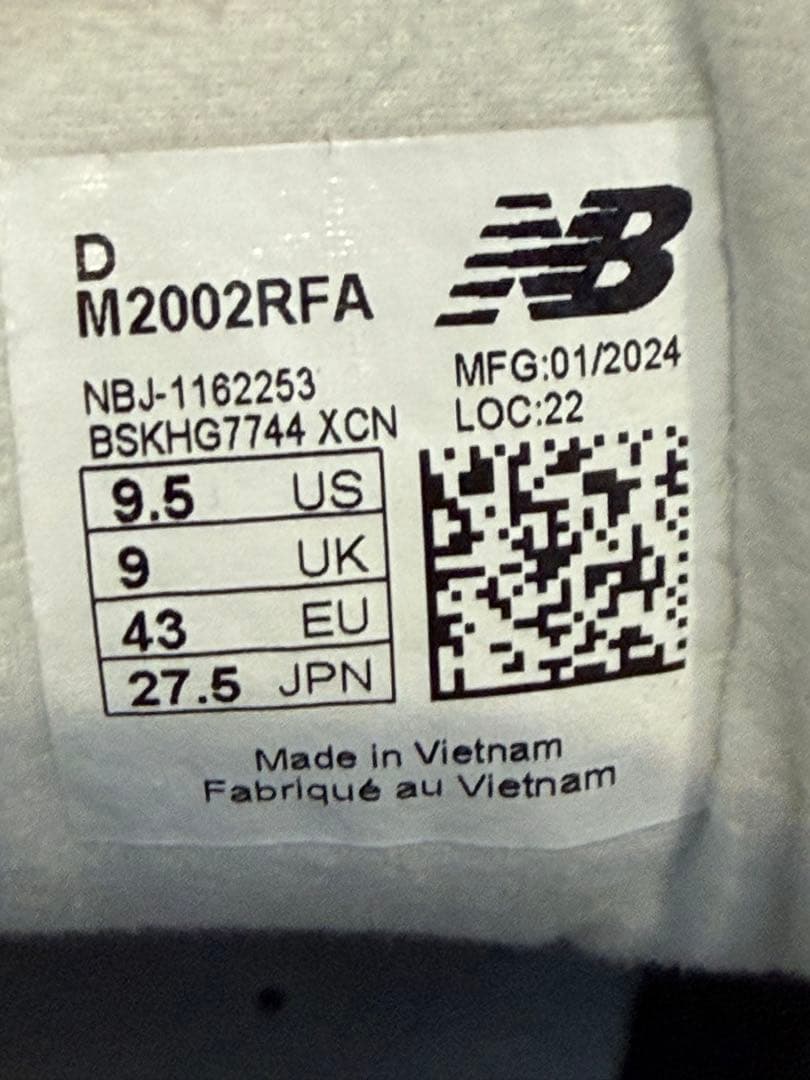 D
M2002RFA
NB
NBJ-1162253
BSKHG7744 XCN
MFG:01/2024
LOC:22
9.5 US
9 UK
43 EU
27.5 JPN
Made in Vietnam
Fabriqué au Vietnam